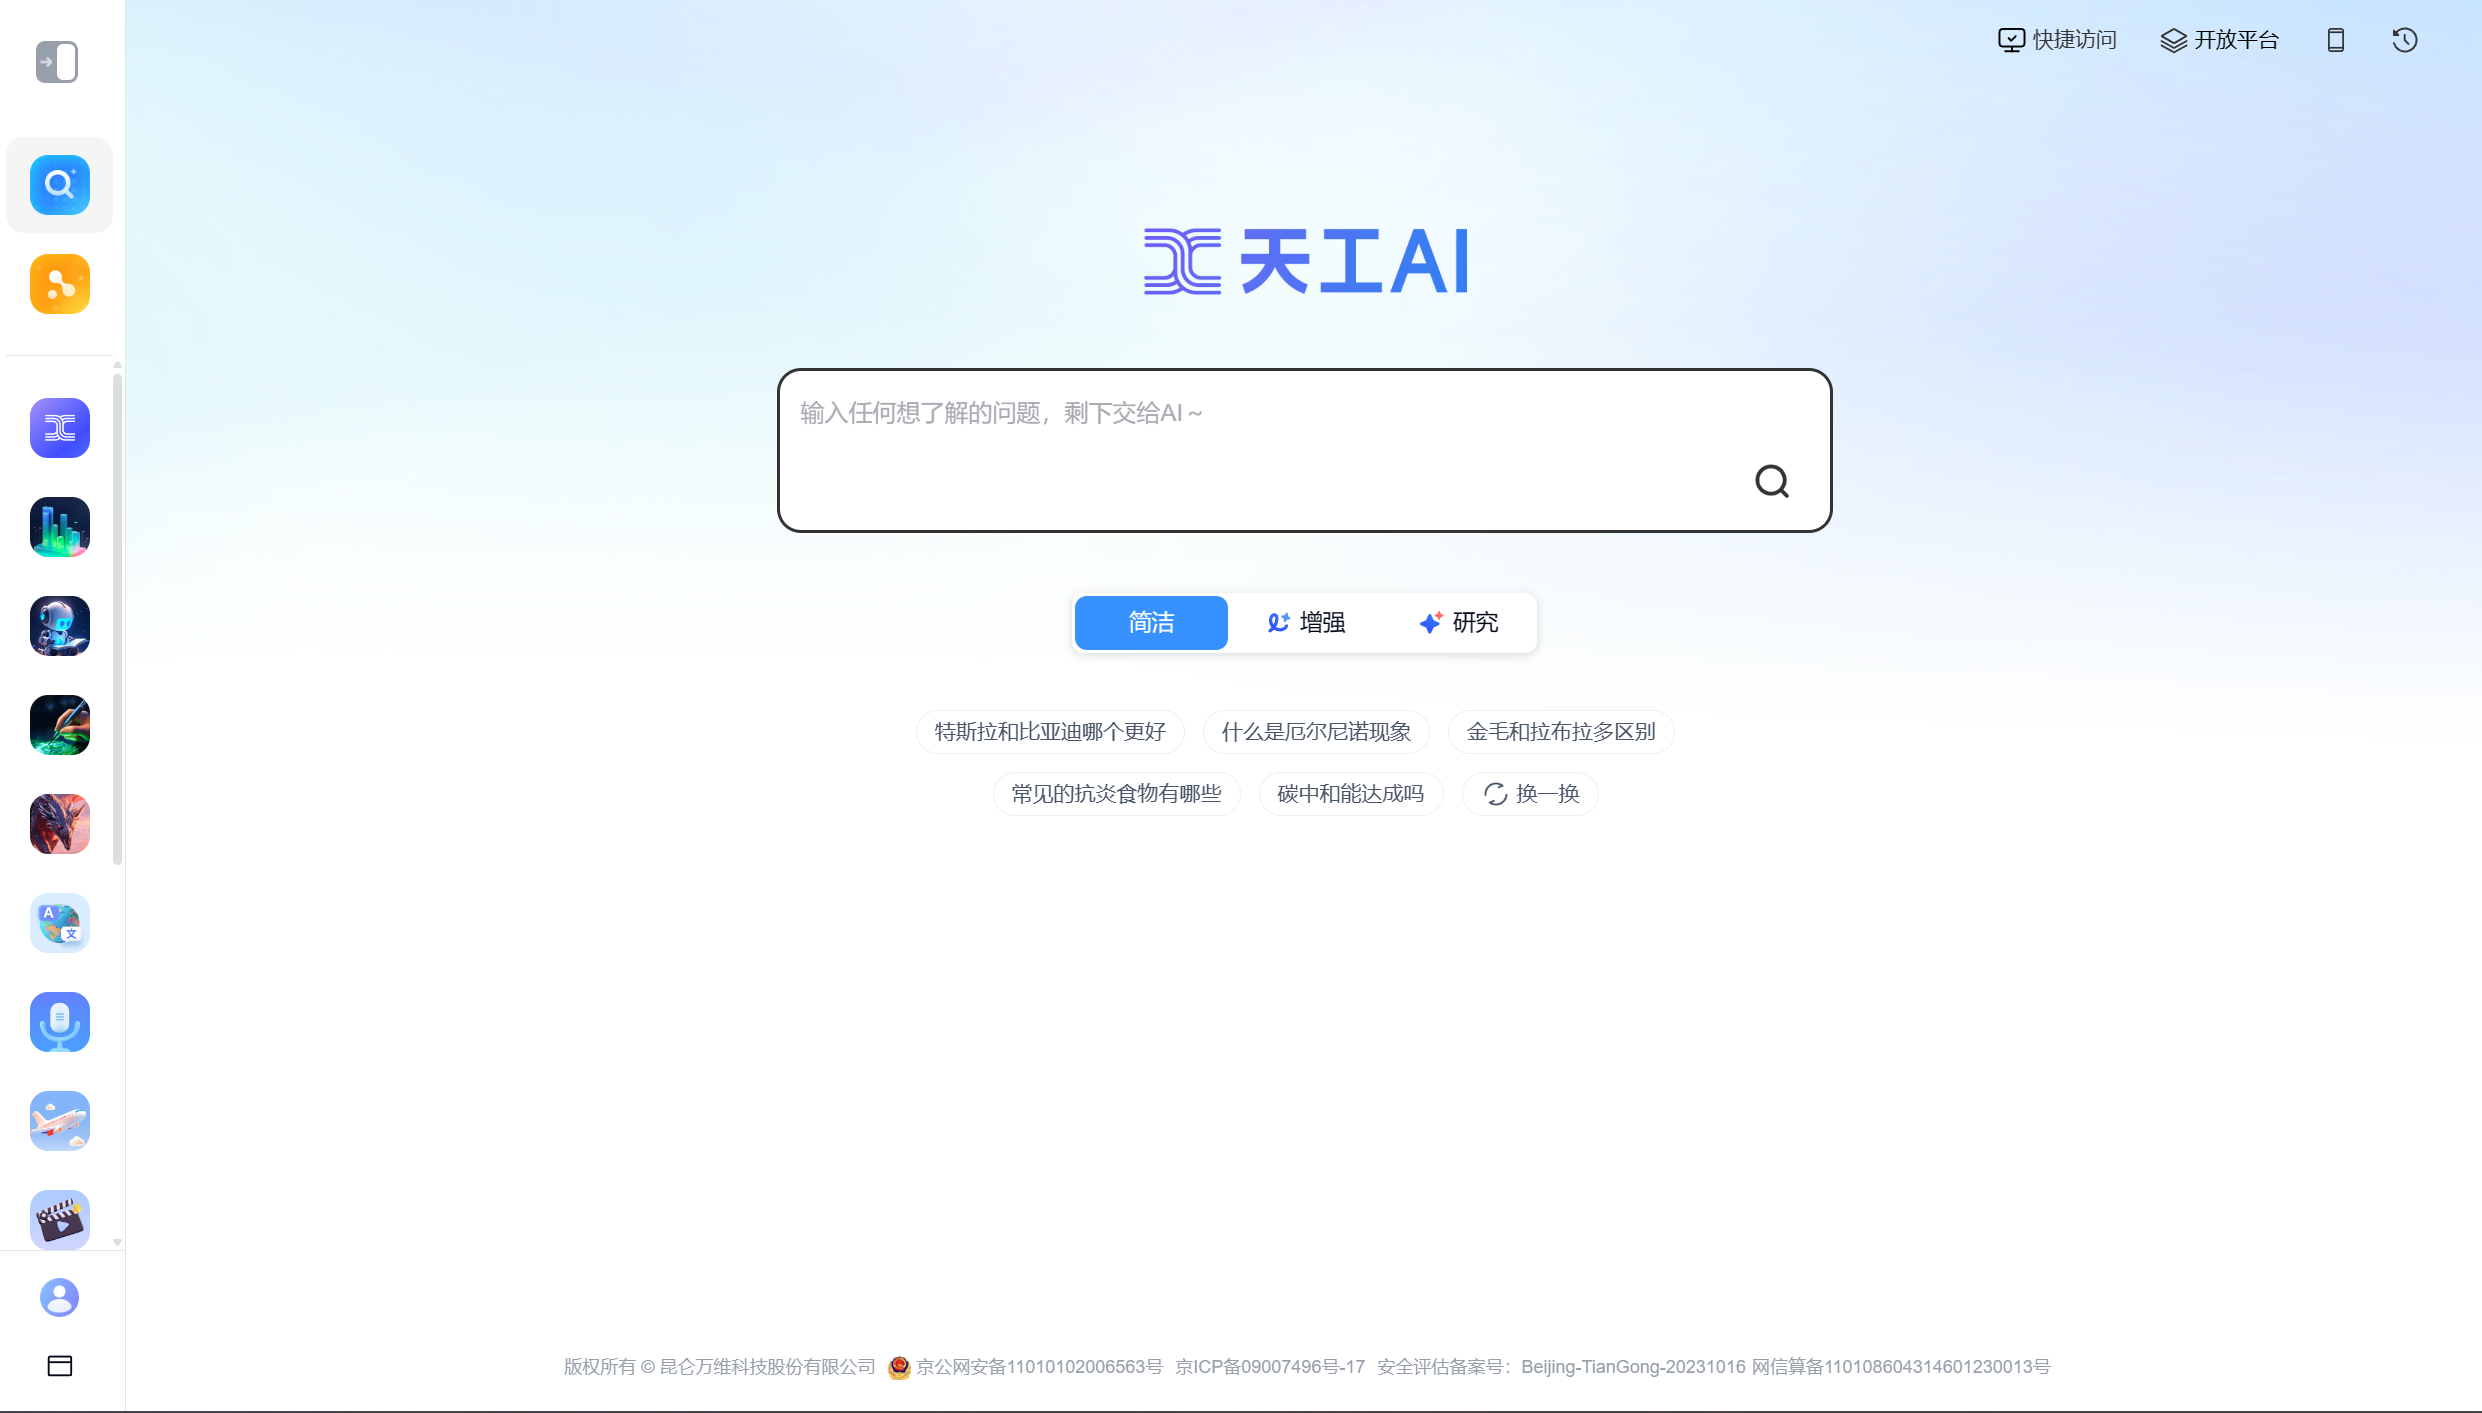 快捷访问 开放平台
天工AI
输入任何想了解的问题，剩下交给AI～
简洁 增强 研究
特斯拉和比亚迪哪个更好 什么是厄尔尼诺现象 金毛和拉布拉多区别
常见的抗炎食物有哪些 碳中和能达成吗 换一换
A
文
版权所有 © 昆仑万维科技股份有限公司 京公网安备11010102006563号 京ICP备09007496号-17 安全评估备案号：Beijing-TianGong-20231016 网信算备110108604314601230013号